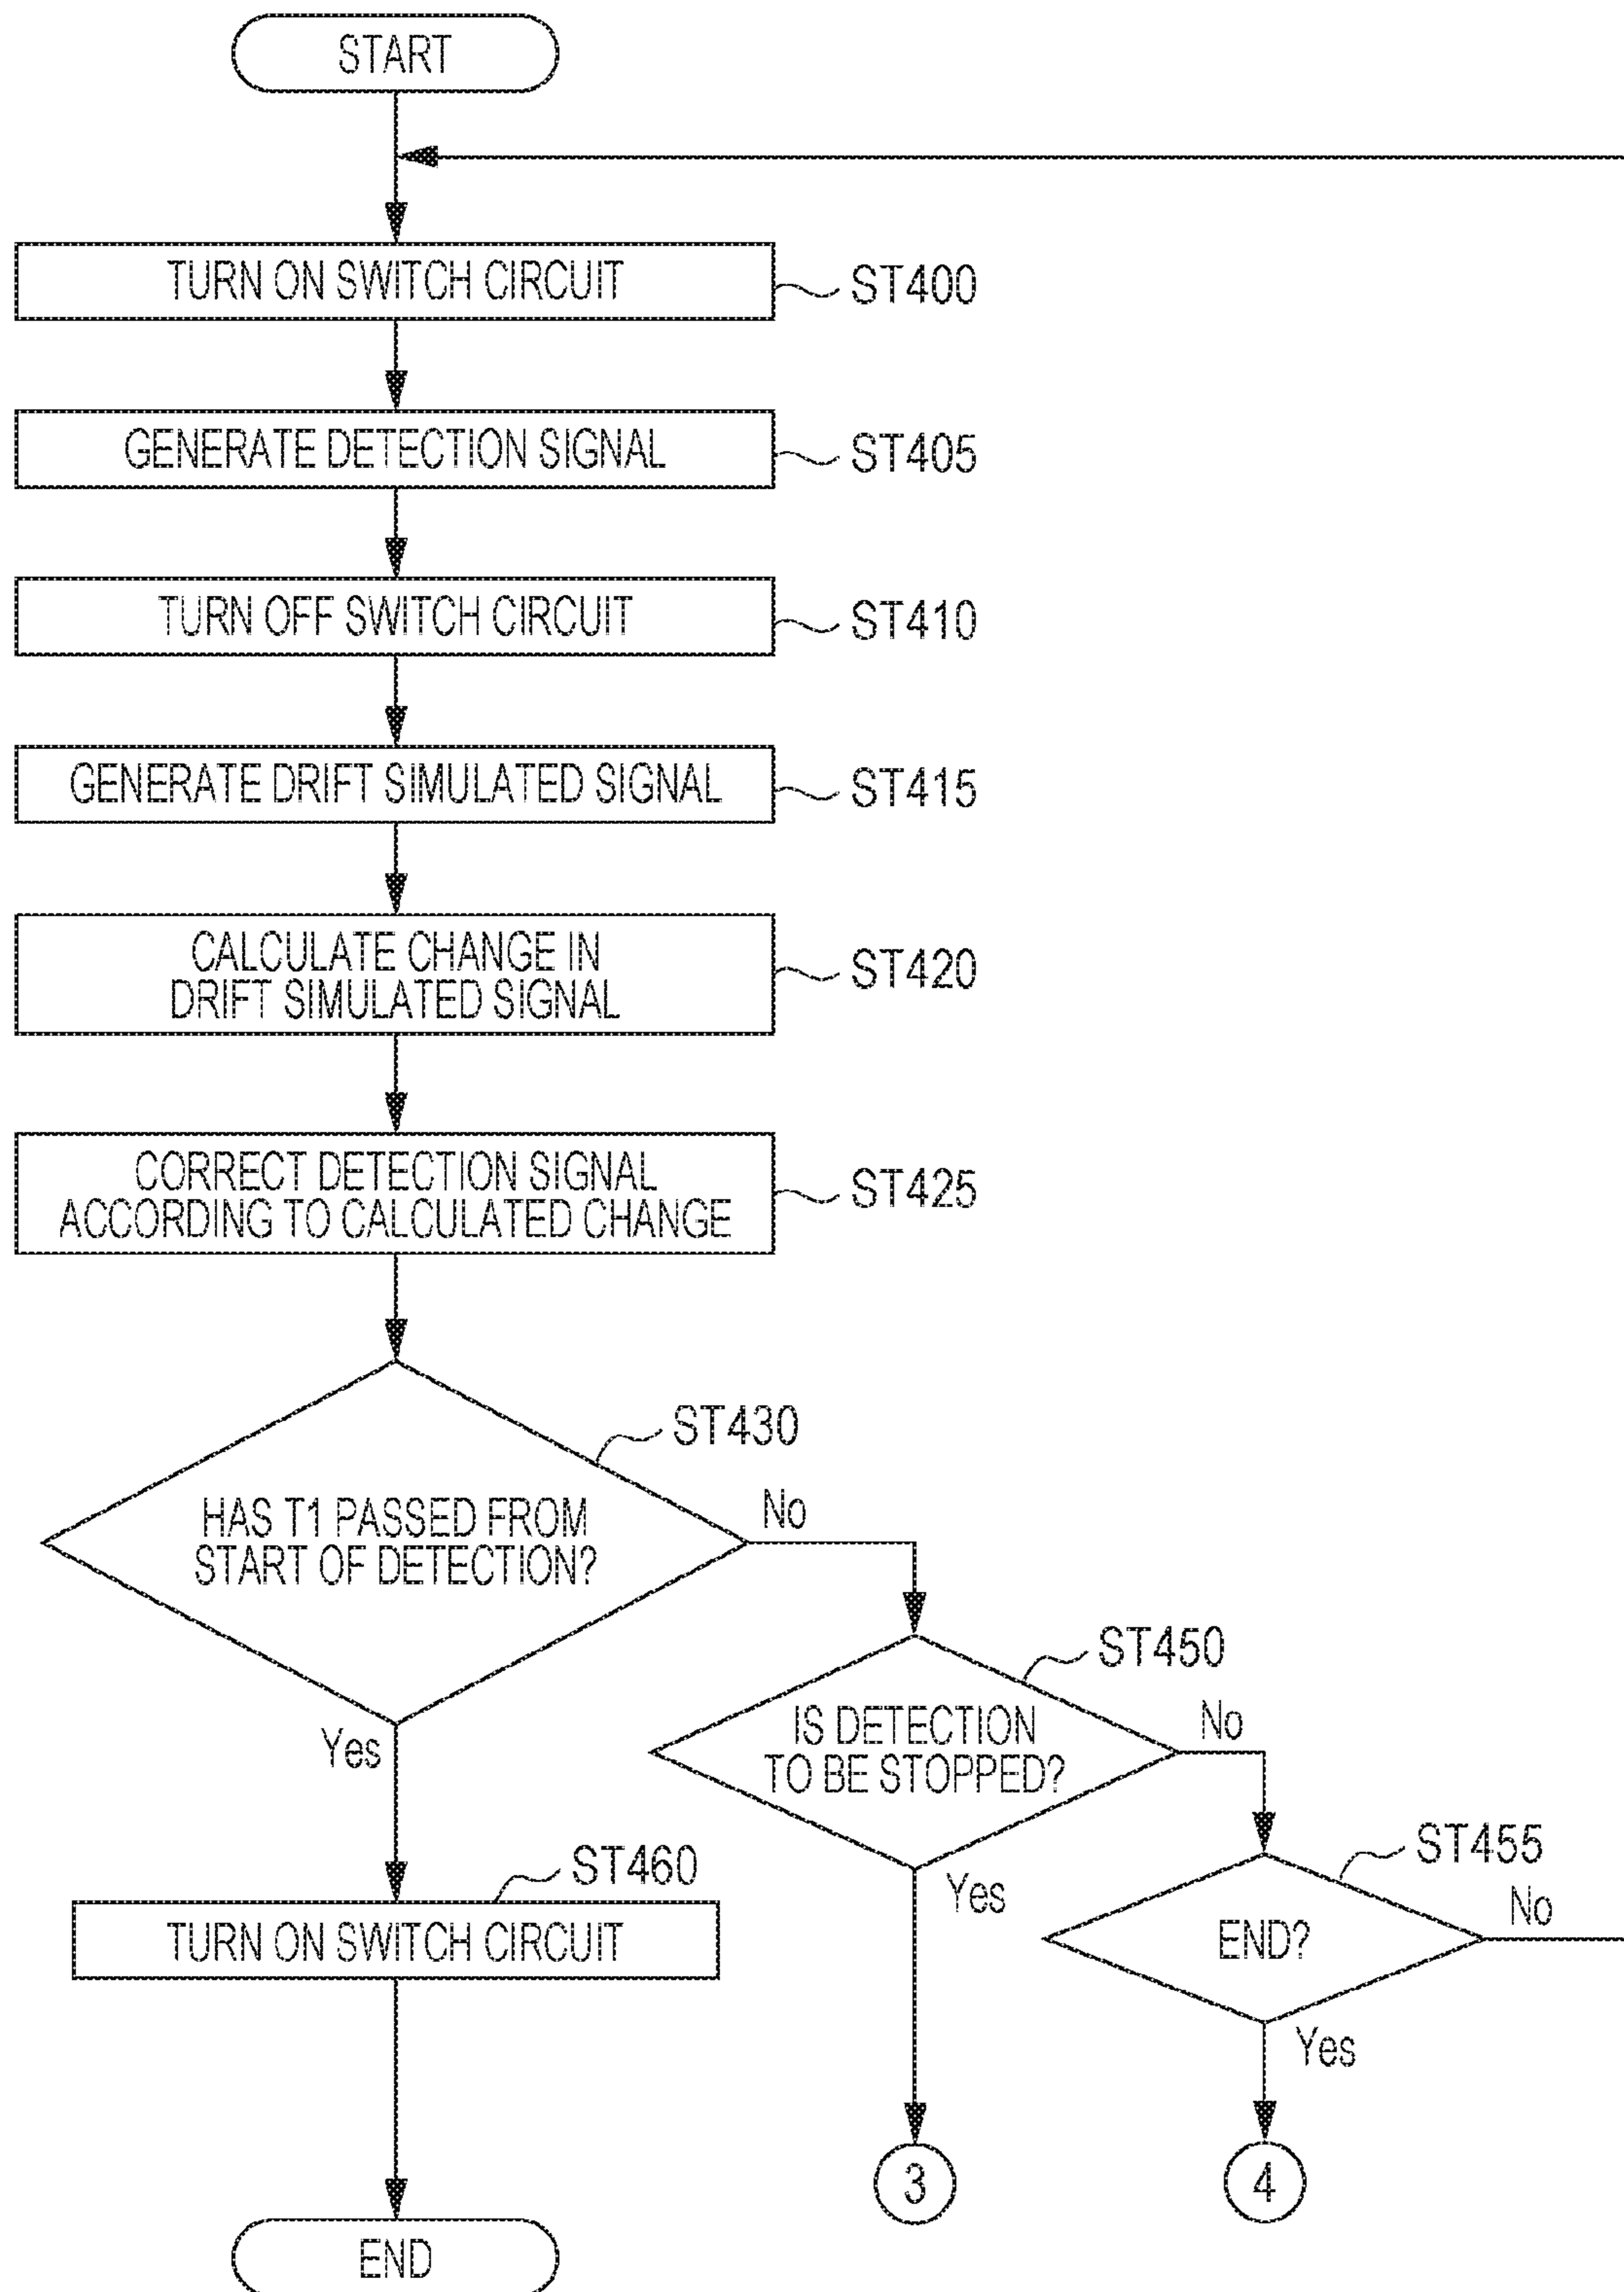 START
TURN ON SWITCH CIRCUIT
ST400
GENERATE DETECTION SIGNAL
ST405
TURN OFF SWITCH CIRCUIT
ST410
GENERATE DRIFT SIMULATED SIGNAL
ST415
CALCULATE CHANGE IN
DRIFT SIMULATED SIGNAL
ST420
CORRECT DETECTION SIGNAL
ACCORDING TO CALCULATED CHANGE
ST425
ST430
HAS T1 PASSED FROM
START OF DETECTION?
No
Yes
ST450
IS DETECTION
TO BE STOPPED?
No
Yes
ST455
END?
No
Yes
ST460
TURN ON SWITCH CIRCUIT
3
4
END